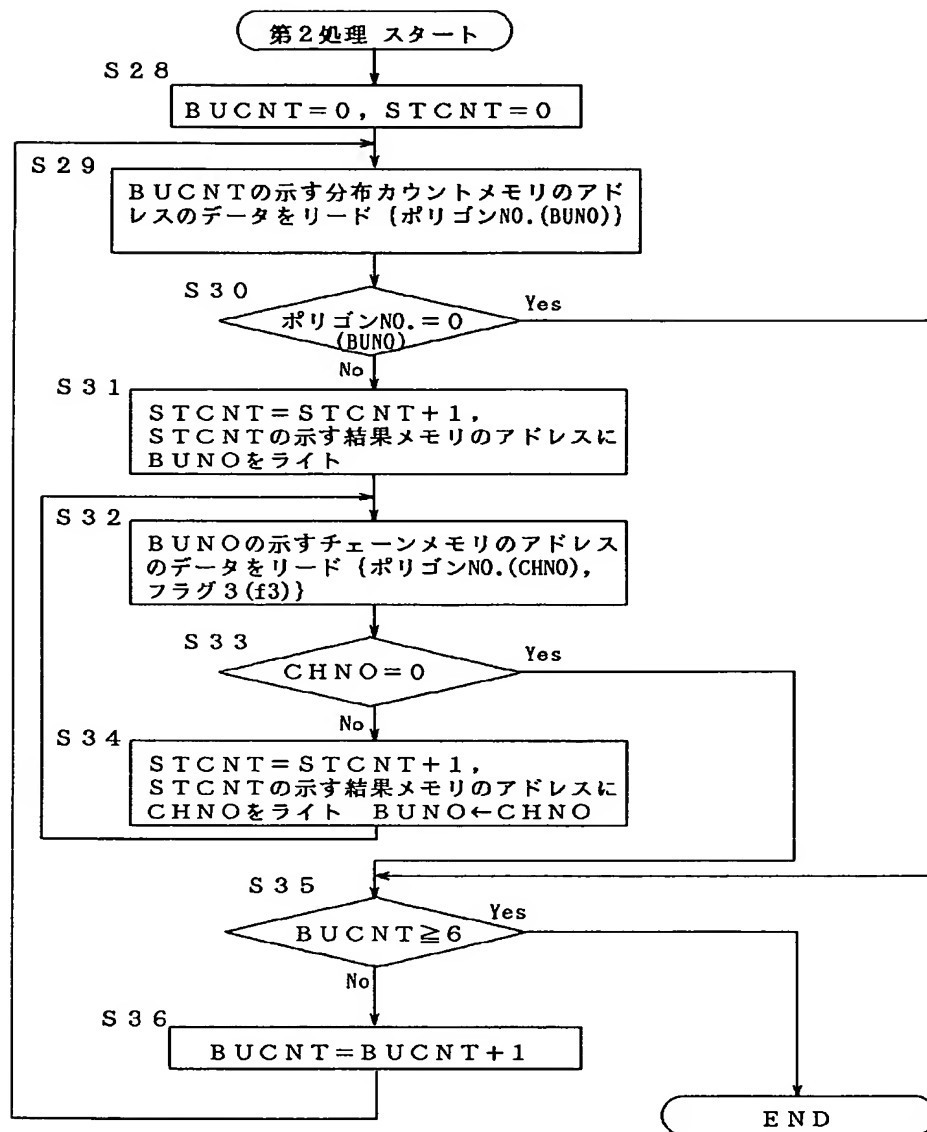 第2処理 スタート
S28
BUCNT=0, STCNT=0
S29
BUCNTの示す分布カウントメモリのアド
レスのデータをリード {ポリゴンNO.(BUNO)}
S30
Yes
ポリゴンNO.=0
(BUNO)
No
S31
STCNT=STCNT+1,
STCNTの示す結果メモリのアドレスに
BUNOをライト
S32
BUNOの示すチェーンメモリのアドレス
のデータをリード {ポリゴンNO.(CHNO),
フラグ3(f3)}
S33
Yes
CHNO=0
No
S34
STCNT=STCNT+1,
STCNTの示す結果メモリのアドレスに
CHNOをライト BUNO←CHNO
S35
Yes
BUCNT≧6
No
S36
BUCNT=BUCNT+1
END